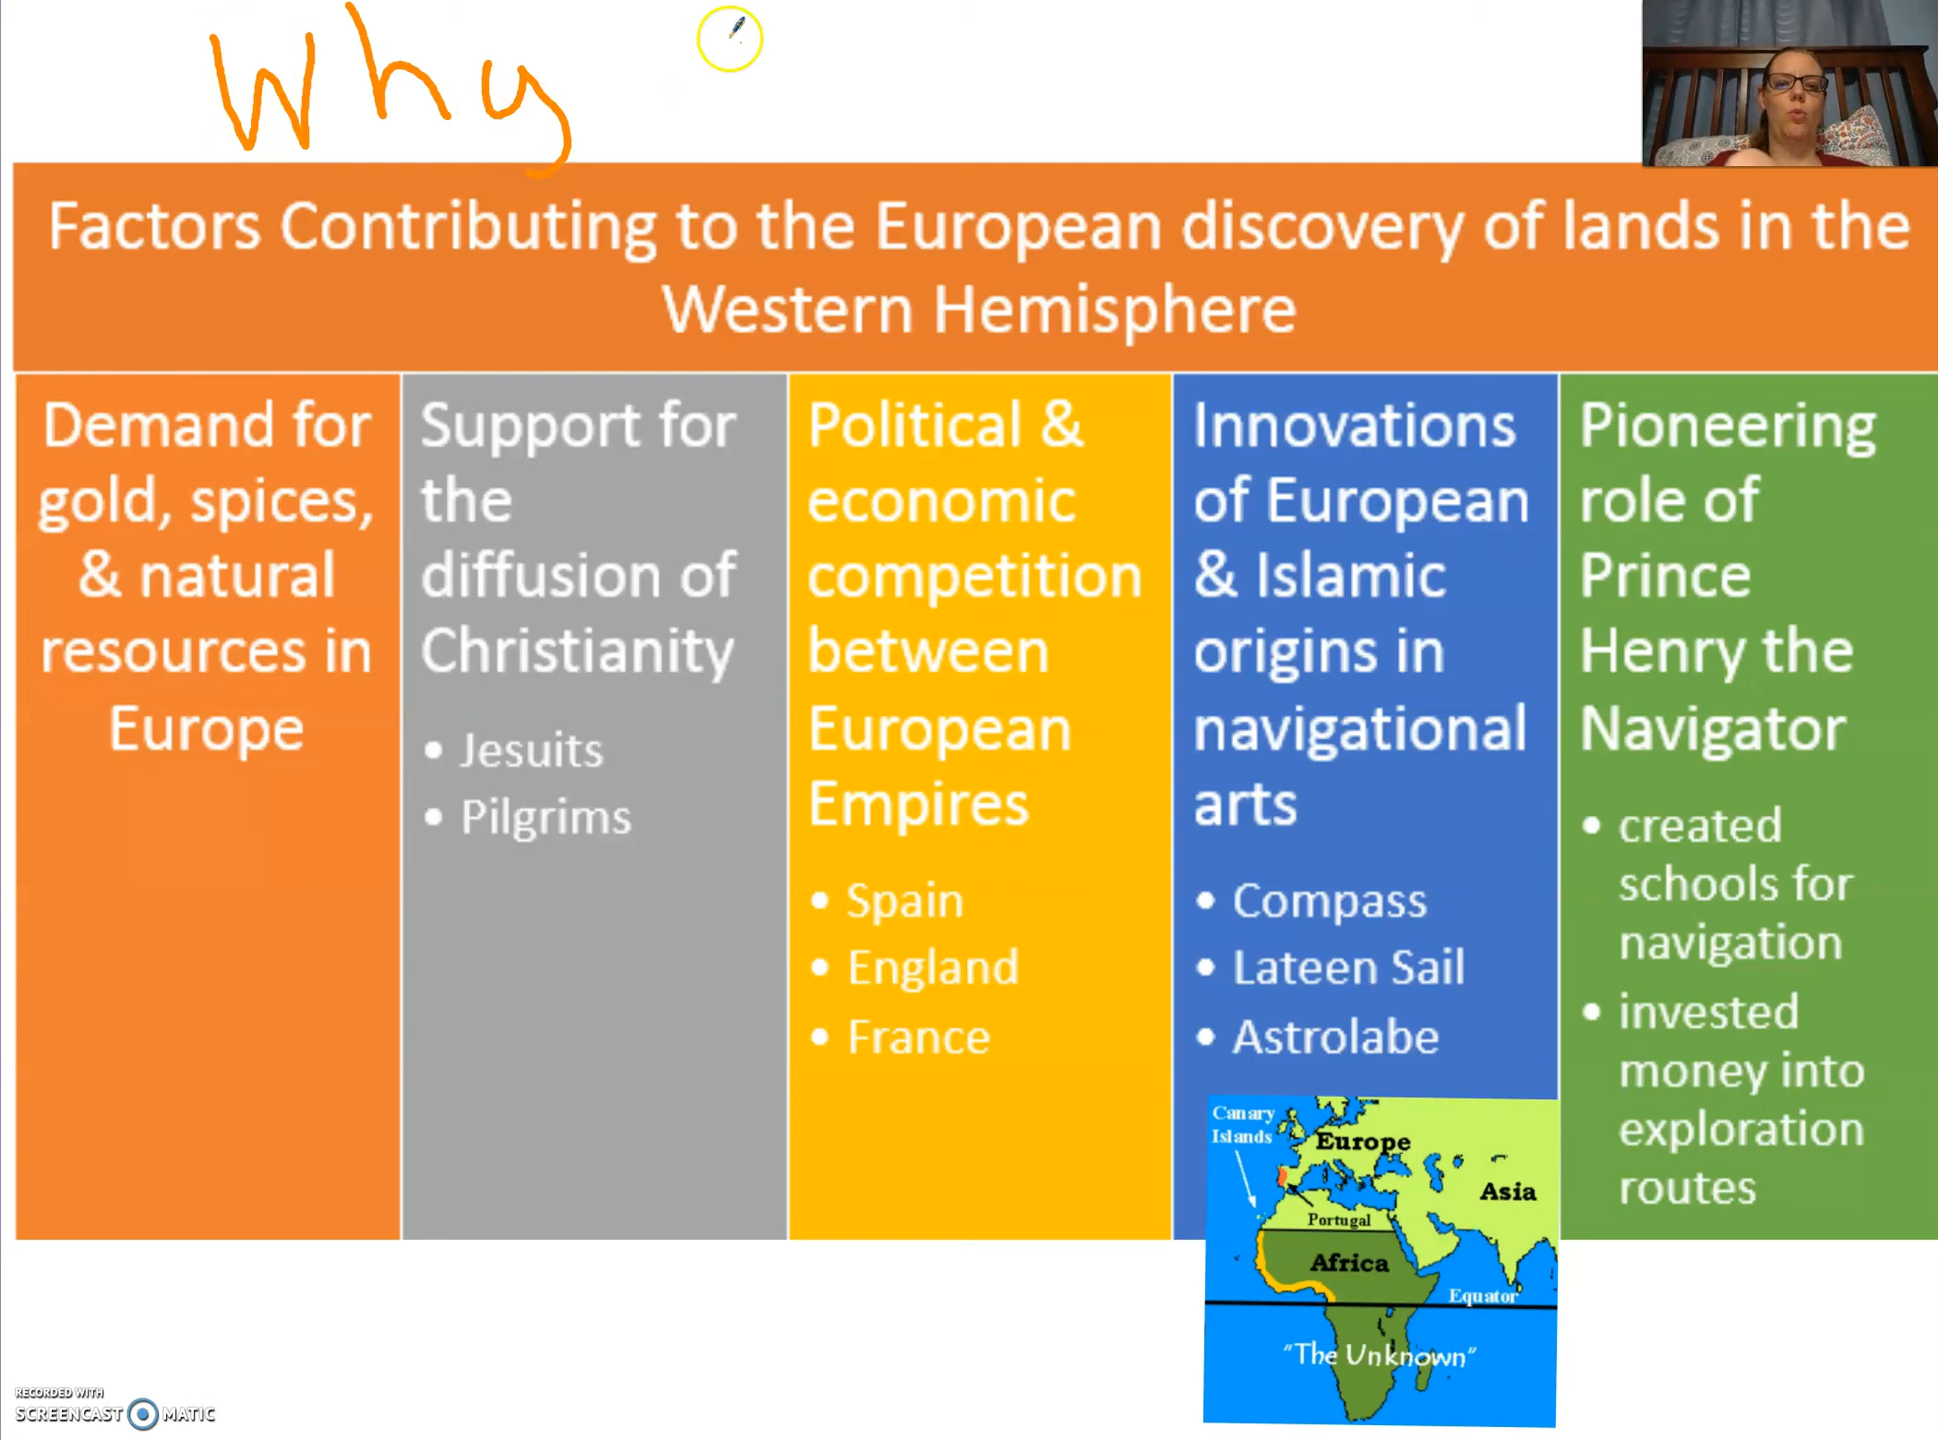 Why
Factors Contributing to the European discovery of lands in the
Western Hemisphere
Demand for
gold, spices,
& natural
resources in
Europe
Support for
the
diffusion of
Christianity
• Jesuits
• Pilgrims
Political &
economic
competition
between
European
Empires
• Spain
• England
• France
Innovations
of European
& Islamic
origins in
navigational
arts
• Compass
• Lateen Sail
• Astrolabe
Pioneering
role of
Prince
Henry the
Navigator
• created
schools for
navigation
• invested
money into
exploration
routes
Canary
Islands
Europe
Asia
Portugal
Africa
Equator
"The Unknown"
RECORDED WITH
SCREENCAST MATIC